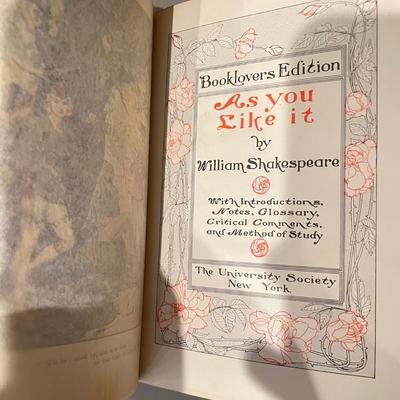 Booklovers Edition
As you
Like it
by
William Shakespeare
With Introductions,
Notes, Glossary,
Critical Comments,
and Method of Study
The University Society
New York